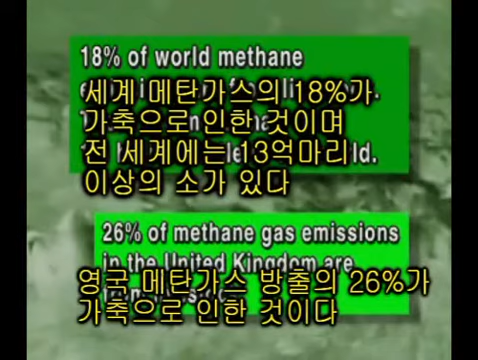 18% of world methane
세계 메탄가스의 18%가
가축으로 인한 것이며
전 세계에는 13억마리
이상의 소가 있다
26% of methane gas emissions
in the United Kingdom are
영국 메탄가스 방출의 26%가
가축으로 인한 것이다